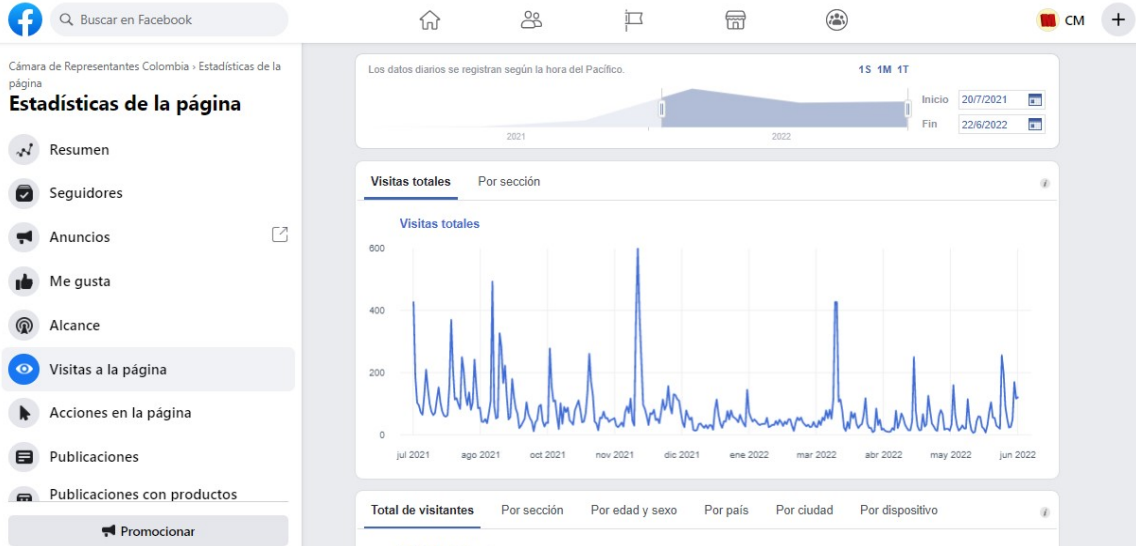 Buscar en Facebook
CM
Cámara de Representantes Colombia › Estadísticas de la
página
Estadísticas de la página
Resumen
Seguidores
Anuncios
Me gusta
Alcance
Visitas a la página
Acciones en la página
Publicaciones
Publicaciones con productos
Promocionar
Los datos diarios se registran según la hora del Pacífico.
1S 1M 1T
2021
2022
Inicio 20/7/2021
Fin 22/6/2022
Visitas totales Por sección
Visitas totales
600
400
200
0
jul 2021 ago 2021 oct 2021 nov 2021 dic 2021 ene 2022 mar 2022 abr 2022 may 2022 jun 2022
Total de visitantes Por sección Por edad y sexo Por país Por ciudad Por dispositivo